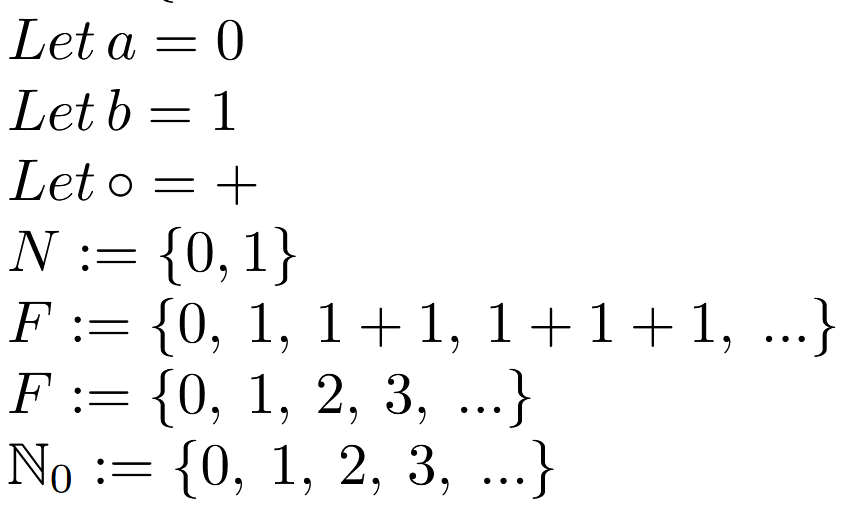 Let a = 0
Let b = 1
Let ∘ = +
N := {0, 1}
F := {0, 1, 1 + 1, 1 + 1 + 1, ...}
F := {0, 1, 2, 3, ...}
ℕ₀ := {0, 1, 2, 3, ...}